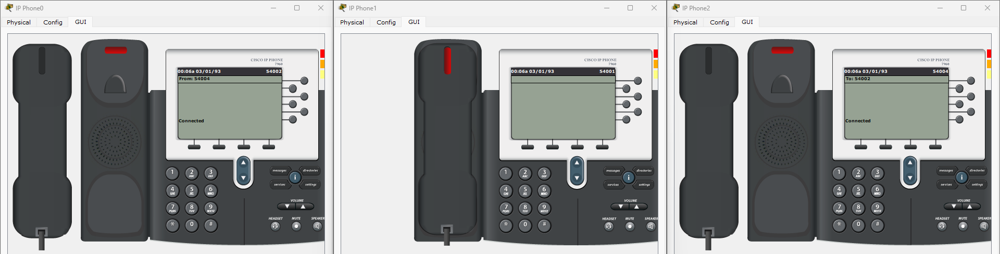 IP Phone0
Physical Config GUI
CISCO IP PHONE
7960
00:06a 03/01/93 54002
From: 54004
Connected
1 2 ABC 3 DEF
4 GHI 5 JKL 6 MNO
7 PQRS 8 TUV 9 WXYZ
* 0 #
messages directories
i
services settings
VOLUME
HEADSET MUTE SPEAKER
IP Phone1
Physical Config GUI
CISCO IP PHONE
7960
00:06a 03/01/93 54001
1 2 ABC 3 DEF
4 GHI 5 JKL 6 MNO
7 PQRS 8 TUV 9 WXYZ
* 0 #
messages directories
i
services settings
VOLUME
HEADSET MUTE SPEAKER
IP Phone2
Physical Config GUI
CISCO IP PHONE
7960
00:06a 03/01/93 54004
To: 54002
Connected
1 2 ABC 3 DEF
4 GHI 5 JKL 6 MNO
7 PQRS 8 TUV 9 WXYZ
* 0 #
messages directories
i
services settings
VOLUME
HEADSET MUTE SPEAKER